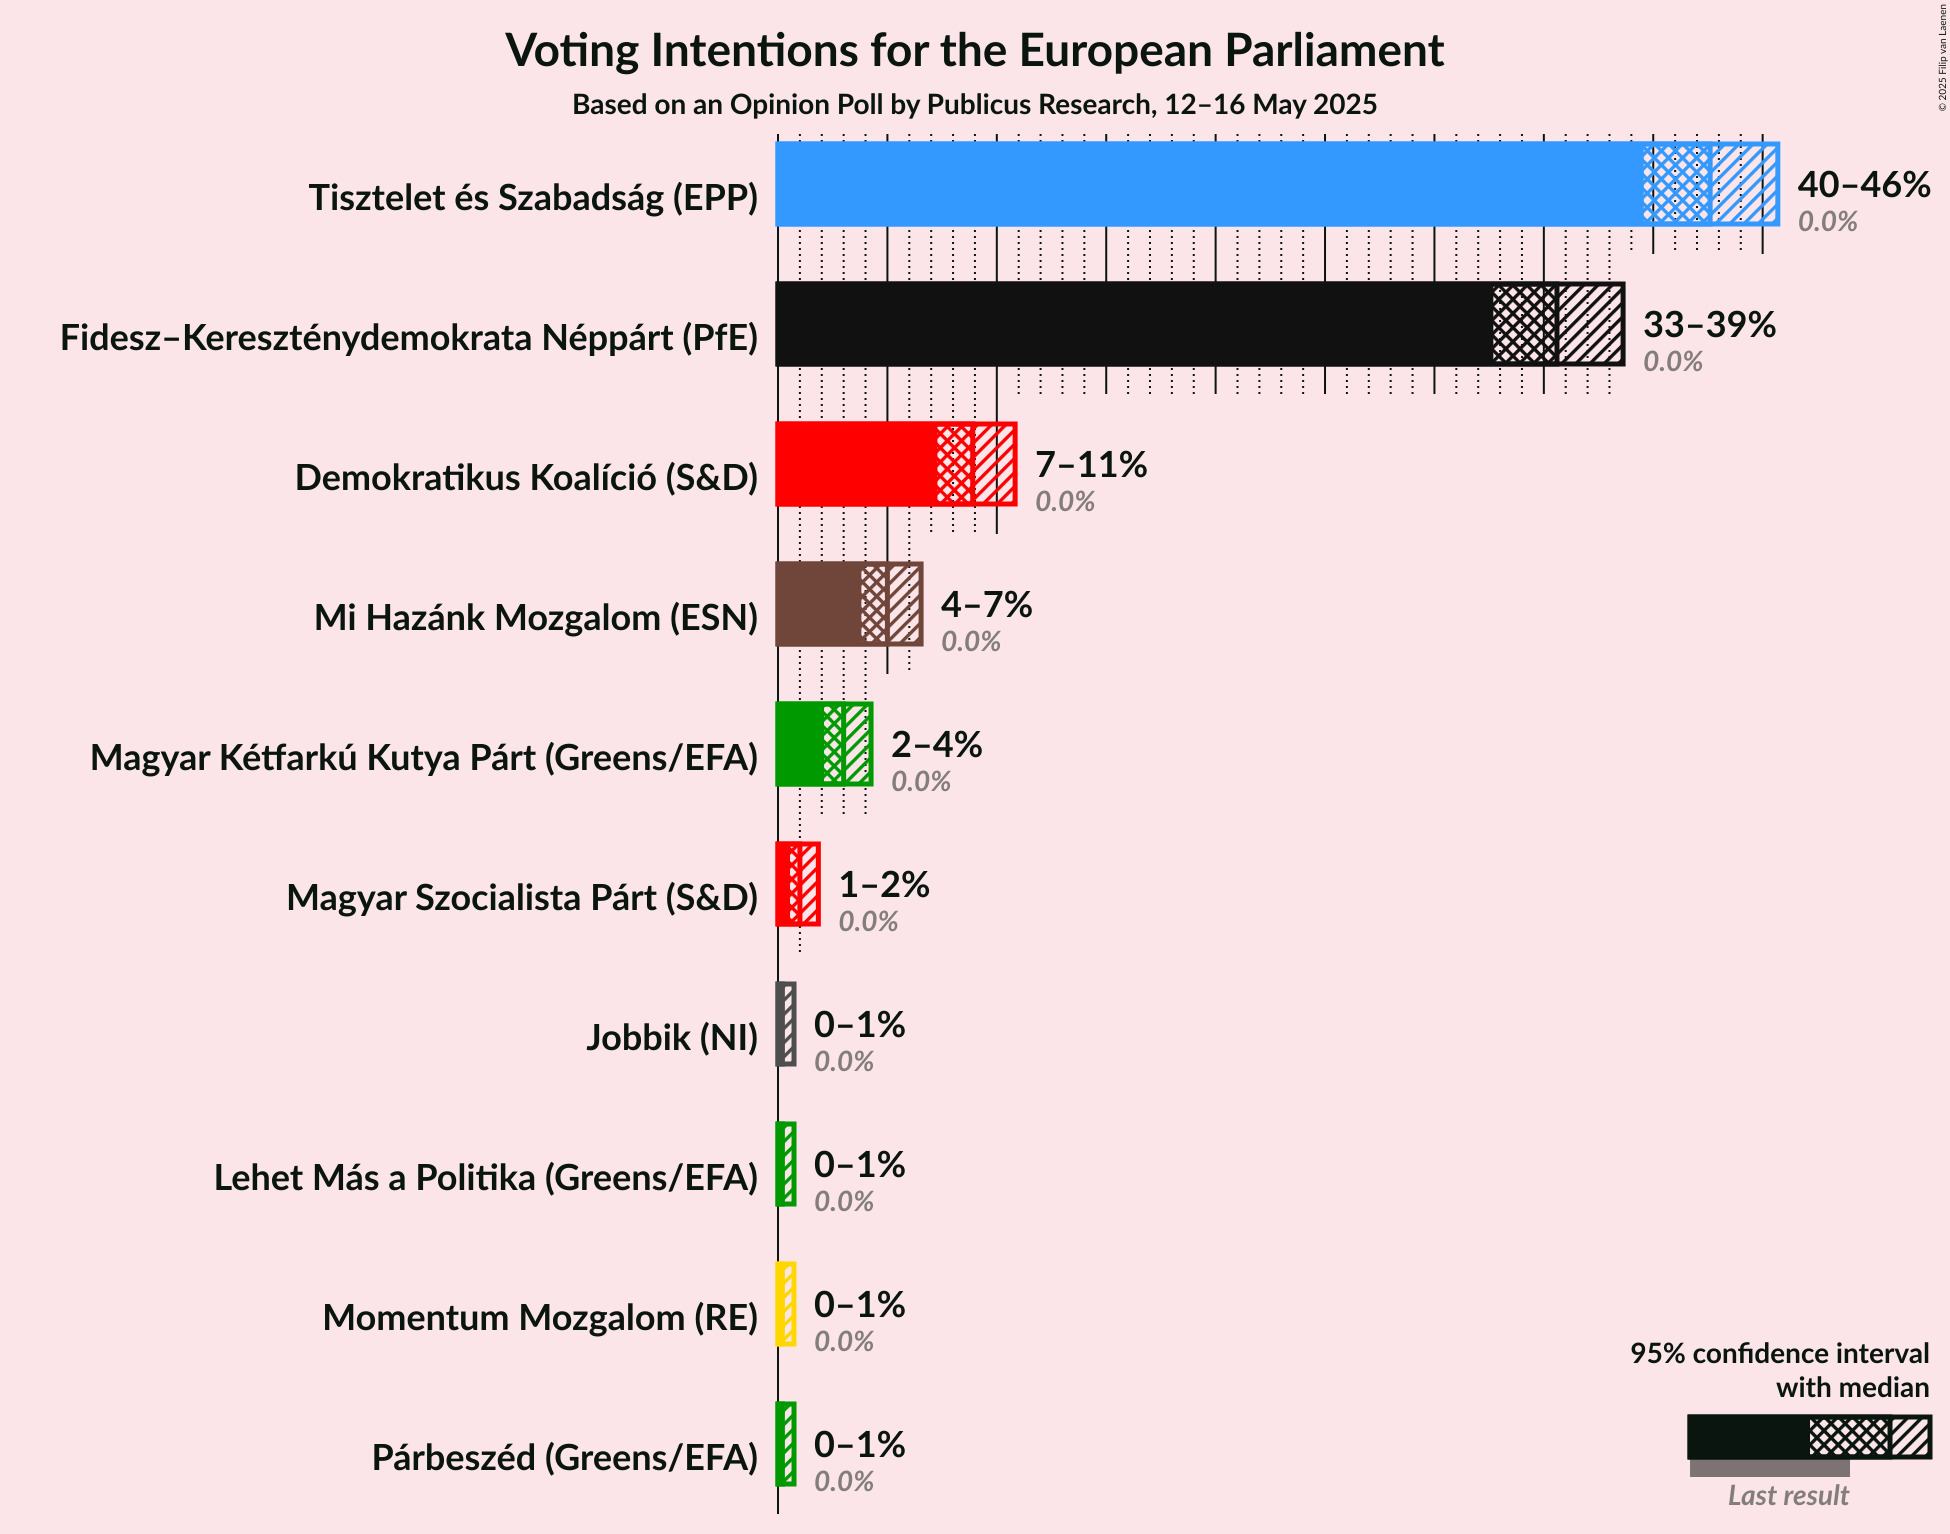 Voting Intentions for the European Parliament
Based on an Opinion Poll by Publicus Research, 12–16 May 2025
© 2025 Filip van Laenen
Tisztelet és Szabadság (EPP)
40–46%
0.0%
Fidesz–Kereszténydemokrata Néppárt (PfE)
33–39%
0.0%
Demokratikus Koalíció (S&D)
7–11%
0.0%
Mi Hazánk Mozgalom (ESN)
4–7%
0.0%
Magyar Kétfarkú Kutya Párt (Greens/EFA)
2–4%
0.0%
Magyar Szocialista Párt (S&D)
1–2%
0.0%
Jobbik (NI)
0–1%
0.0%
Lehet Más a Politika (Greens/EFA)
0–1%
0.0%
Momentum Mozgalom (RE)
0–1%
0.0%
Párbeszéd (Greens/EFA)
0–1%
0.0%
95% confidence interval
with median
Last result